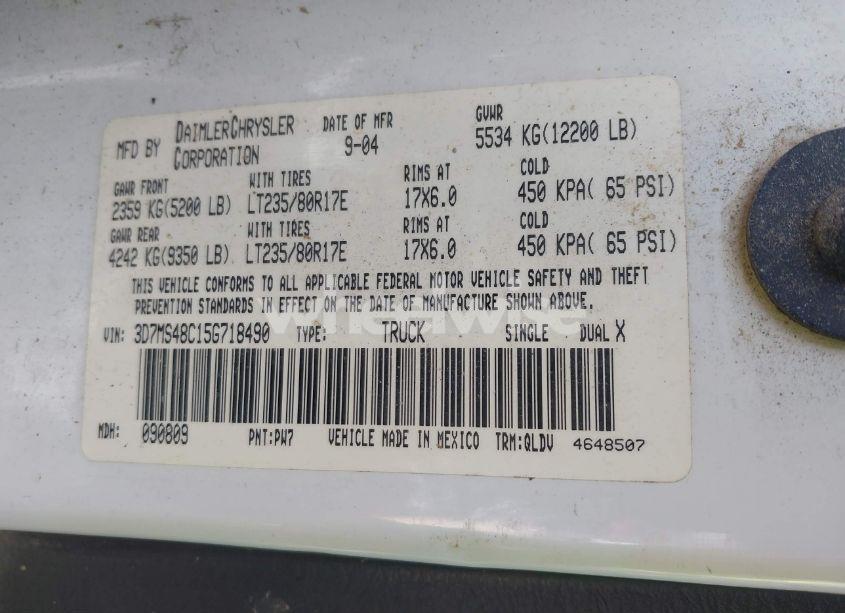 MFD BY DAIMLERCHRYSLER CORPORATION DATE OF MFR 9-04 GVWR 5534 KG(12200 LB)
GAWR FRONT WITH TIRES RIMS AT COLD
2359 KG(5200 LB) LT235/80R17E 17X6.0 450 KPA( 65 PSI)
GAWR REAR WITH TIRES RIMS AT COLD
4242 KG(9350 LB) LT235/80R17E 17X6.0 450 KPA( 65 PSI)
THIS VEHICLE CONFORMS TO ALL APPLICABLE FEDERAL MOTOR VEHICLE SAFETY AND THEFT
PREVENTION STANDARDS IN EFFECT ON THE DATE OF MANUFACTURE SHOWN ABOVE.
wheelwise
VIN: 3D7MS48C15G718490 TYPE: TRUCK SINGLE DUAL X
MDH: 090809 PNT:PW7 VEHICLE MADE IN MEXICO TRM:QLDV 4648507